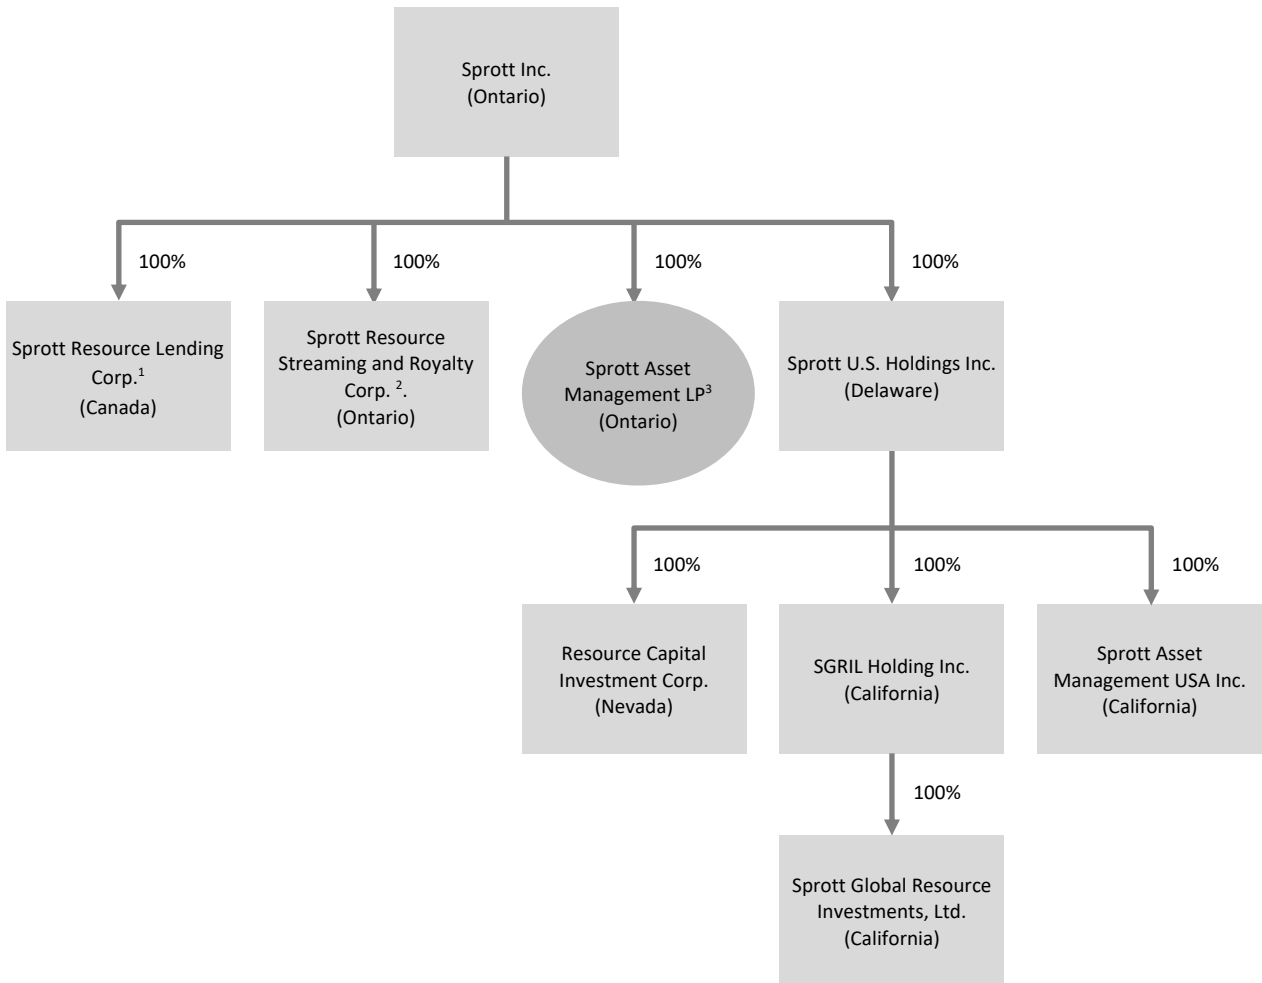 Sprott Inc.
(Ontario)
100%
100%
100%
100%
Sprott Resource Lending
Corp.¹
(Canada)
Sprott Resource
Streaming and Royalty
Corp. ².
(Ontario)
Sprott Asset
Management LP³
(Ontario)
Sprott U.S. Holdings Inc.
(Delaware)
100%
100%
100%
Resource Capital
Investment Corp.
(Nevada)
SGRIL Holding Inc.
(California)
Sprott Asset
Management USA Inc.
(California)
100%
Sprott Global Resource
Investments, Ltd.
(California)